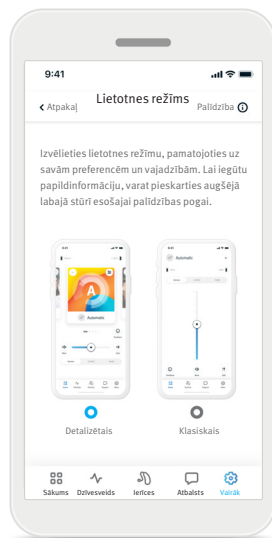 9:41
Atpakaļ
Lietotnes režīms
Palīdzība
Izvēlieties lietotnes režīmu, pamatojoties uz
savām preferencēm un vajadzībām. Lai iegūtu
papildinformāciju, varat pieskarties augšējā
labajā stūrī esošajai palīdzības pogai.
A
Automatic
Automatic
Detalizētais
Klasiskais
Sākums Dzīvesveids Ierīces Atbalsts Vairāk